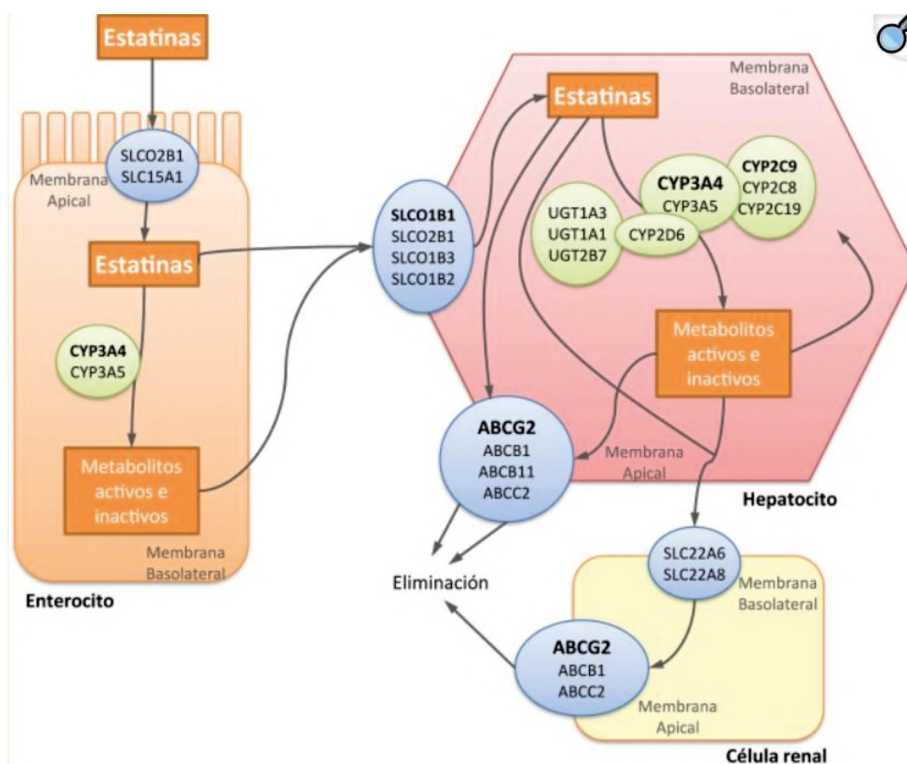 Estatinas
SLCO2B1
SLC15A1
Membrana
Apical
Estatinas
CYP3A4
CYP3A5
Metabolitos
activos e
inactivos
Membrana
Basolateral
Enterocito
SLCO1B1
SLCO2B1
SLCO1B3
SLCO1B2
Membrana
Basolateral
Estatinas
UGT1A3
UGT1A1
UGT2B7
CYP2D6
CYP3A4
CYP3A5
CYP2C9
CYP2C8
CYP2C19
Metabolitos
activos e
inactivos
ABCG2
ABCB1
ABCB11
ABCC2
Membrana
Apical
Hepatocito
Eliminación
SLC22A6
SLC22A8
Membrana
Basolateral
ABCG2
ABCB1
ABCC2
Membrana
Apical
Célula renal